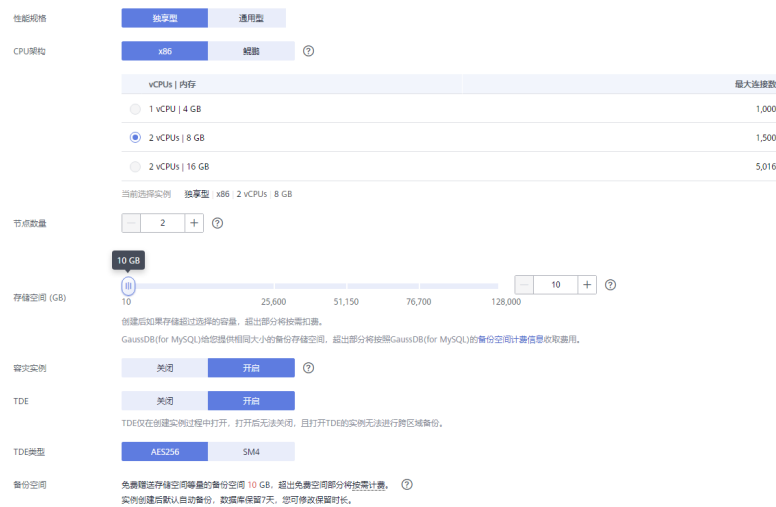 性能规格 独享型 通用型
CPU架构 x86 鲲鹏
vCPUs | 内存 最大连接数
1 vCPU | 4 GB 1,000
2 vCPUs | 8 GB 1,500
2 vCPUs | 16 GB 5,016
当前选择实例 独享型 | x86 | 2 vCPUs | 8 GB
节点数量 2
10 GB
存储空间 (GB) 10
10 25,600 51,150 76,700 128,000
创建后如果存储超过选择的容量，超出部分将按需扣费。
GaussDB(for MySQL)给您提供相同大小的备份存储空间，超出部分将按照GaussDB(for MySQL)的备份空间计费信息收取费用。
容灾实例 关闭 开启
TDE 关闭 开启
TDE仅在创建实例过程中打开，打开后无法关闭，且打开TDE的实例无法进行跨区域备份。
TDE类型 AES256 SM4
备份空间 免费赠送存储空间等量的备份空间 10 GB，超出免费空间部分将按需计费。
实例创建后默认自动备份，数据库保留7天，您可修改保留时长。